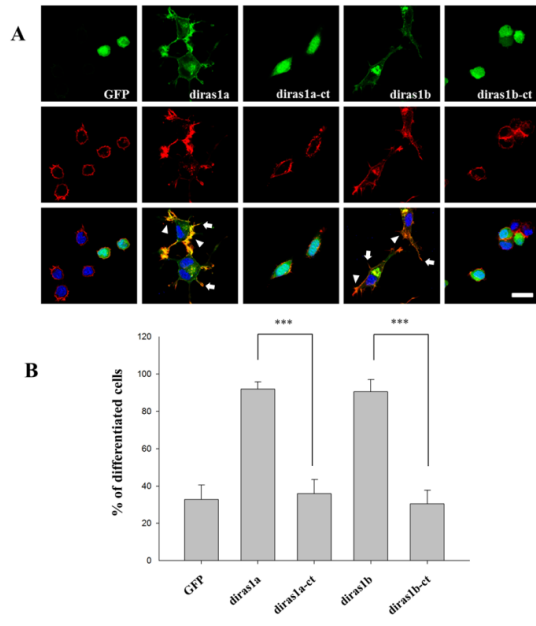 A
GFP
diras1a
diras1a-ct
diras1b
diras1b-ct
B
% of differentiated cells
120
100
80
60
40
20
0
***
***
GFP
diras1a
diras1a-ct
diras1b
diras1b-ct